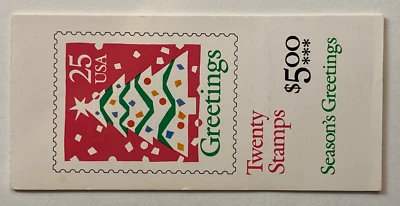 25
USA
Greetings
Twenty
Stamps
$5.00***
Season's Greetings